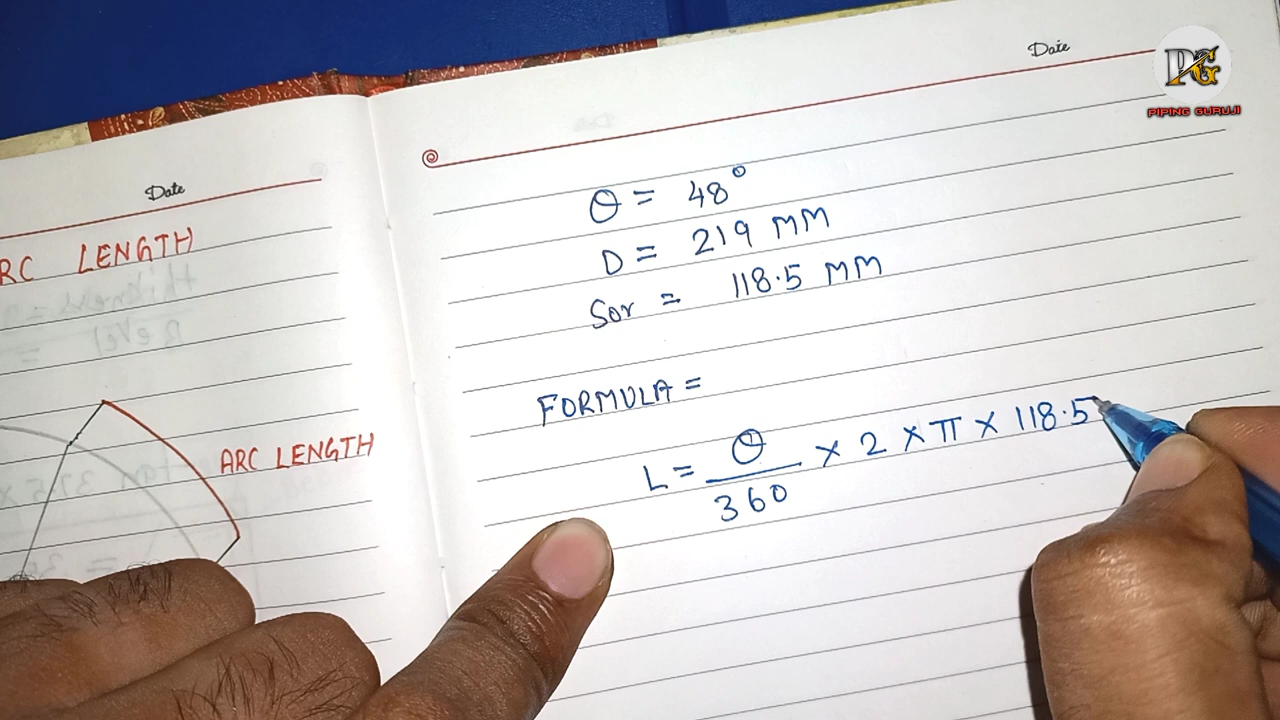 Date
ARC LENGTH
ARC LENGTH
Date
θ = 48°
D = 219 MM
Sor = 118.5 MM
FORMULA =
L = θ/360 × 2 × π × 118.5
PG
PIPING GURUJI